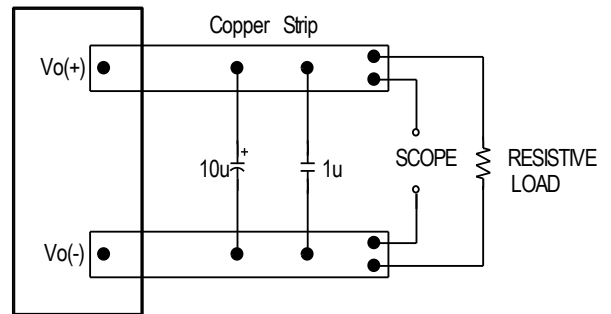 Copper Strip
Vo(+)
10u
+
1u
SCOPE
RESISTIVE
LOAD
Vo(-)